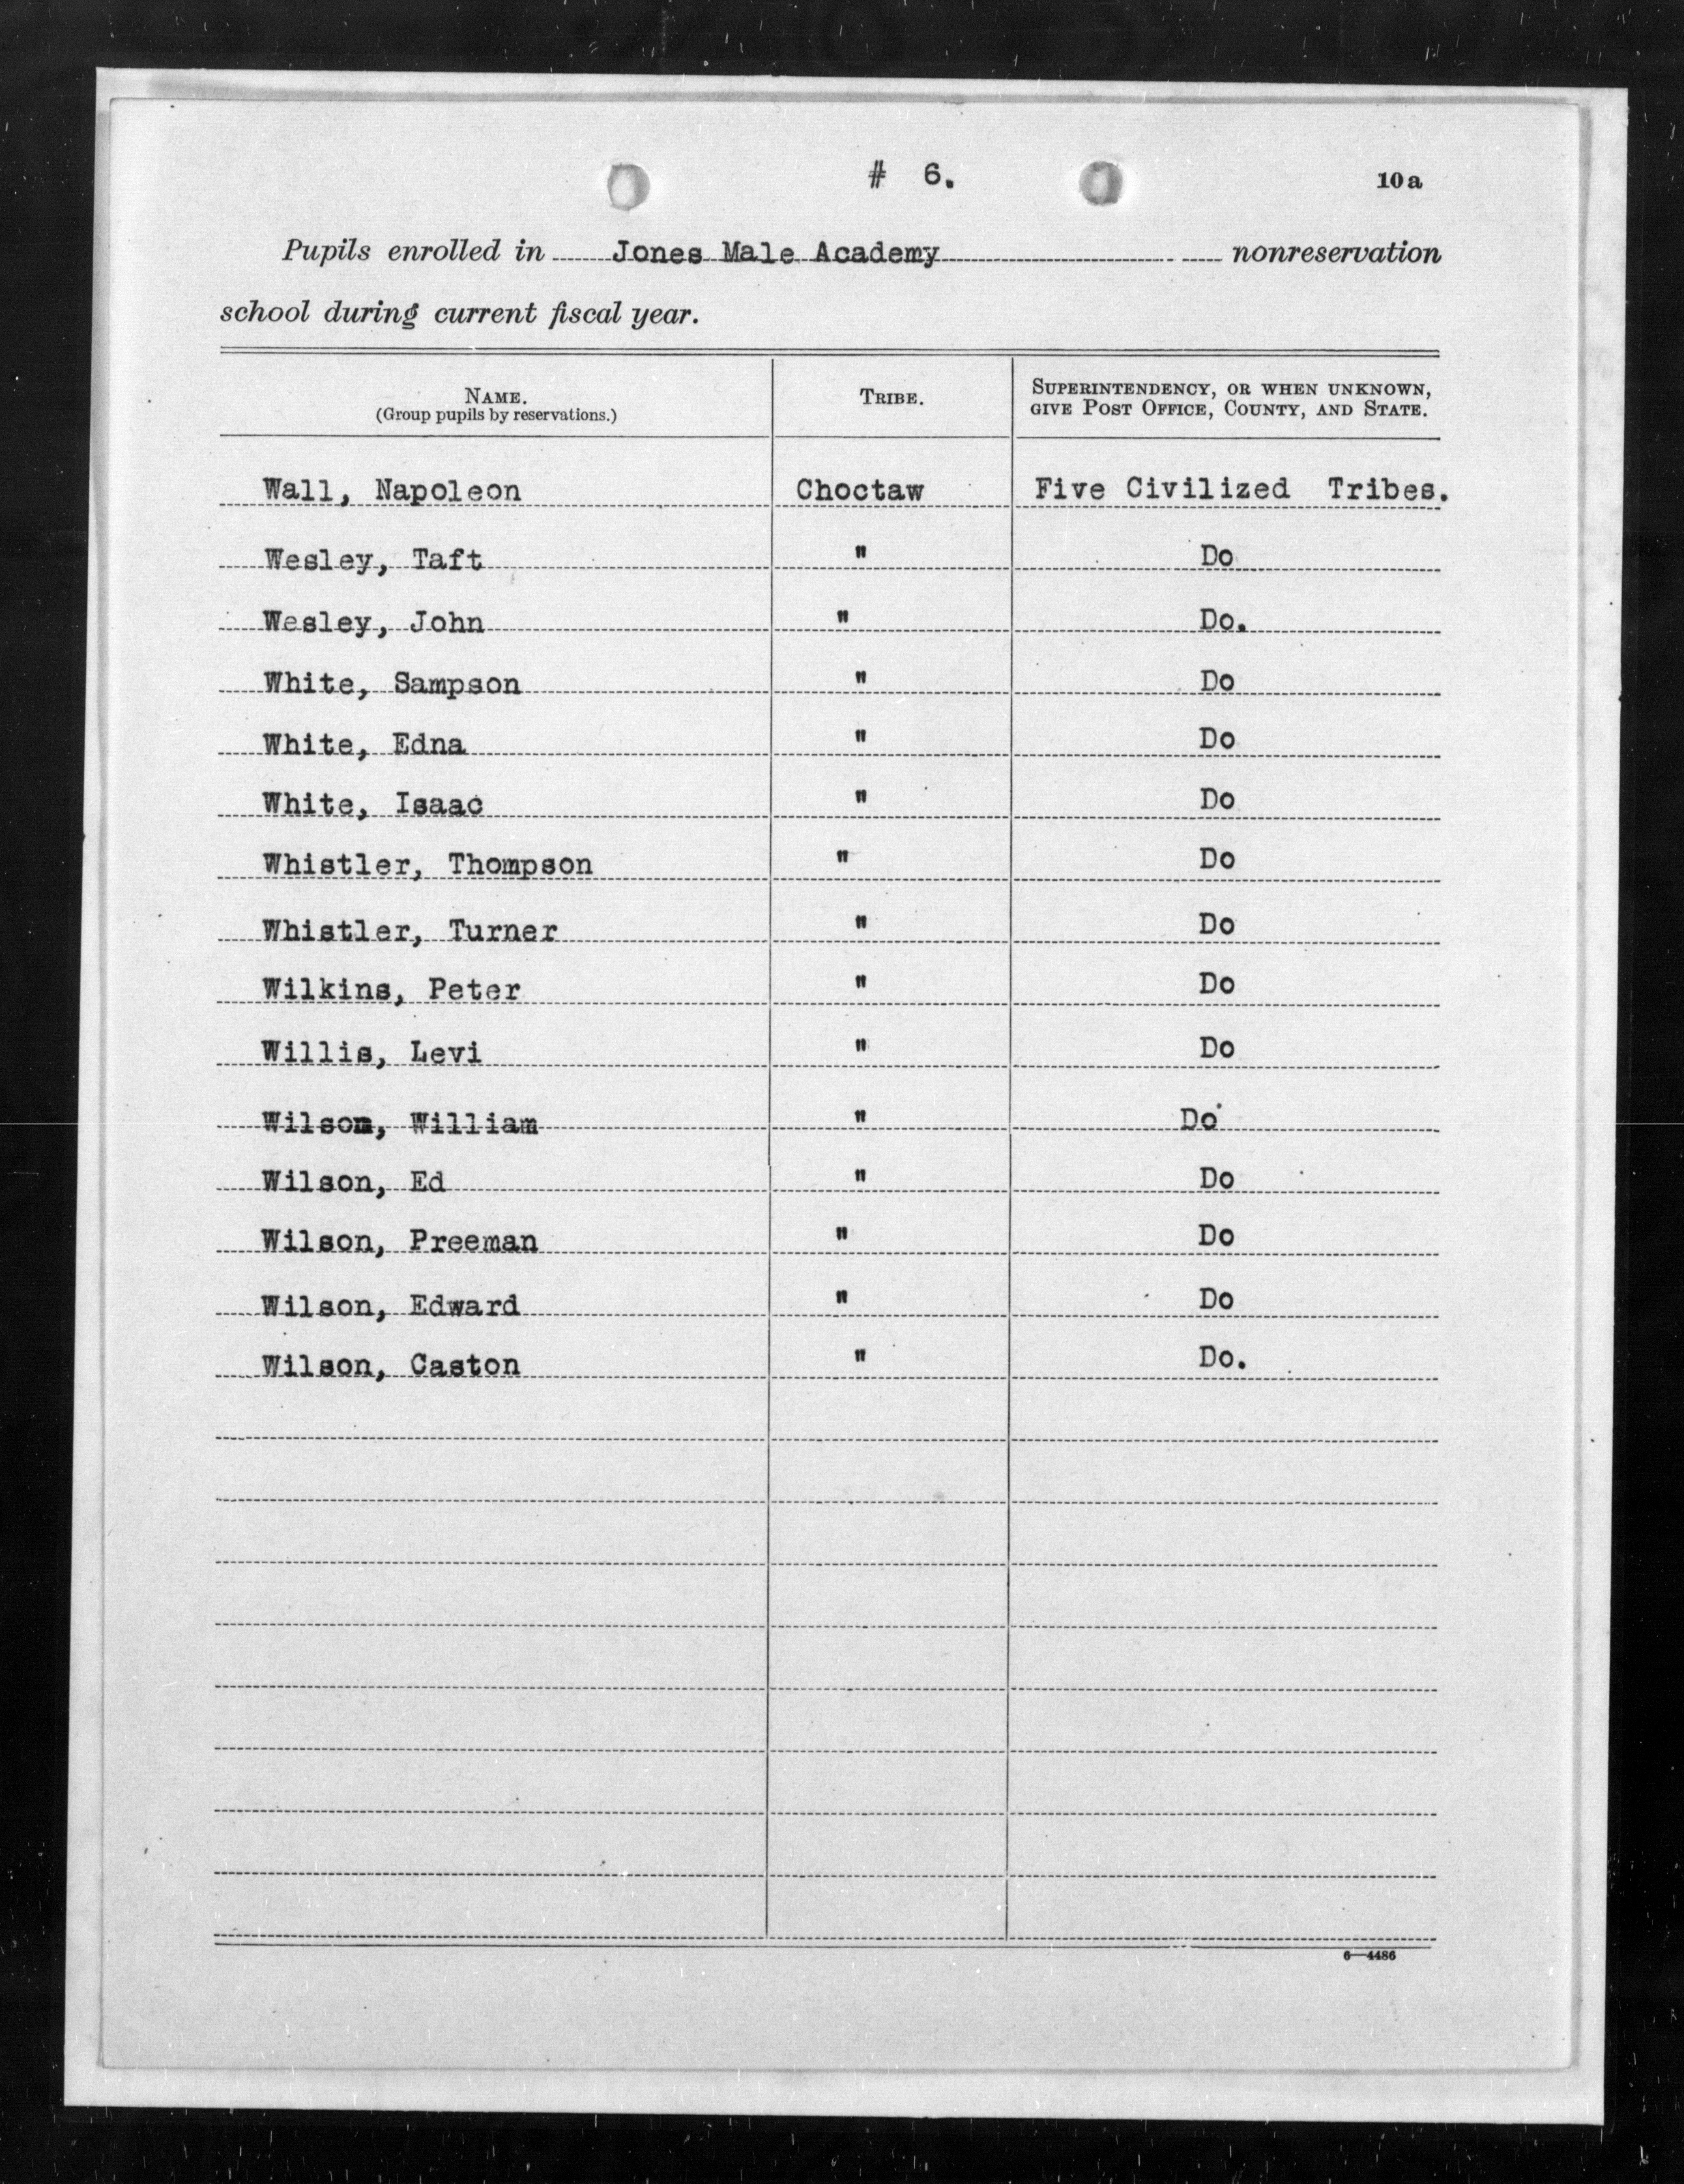 # 6.
10a
Pupils enrolled in Jones Male Academy nonreservation
school during current fiscal year.
NAME.
(Group pupils by reservations.)
TRIBE.
SUPERINTENDENCY, OR WHEN UNKNOWN,
GIVE POST OFFICE, COUNTY, AND STATE.
Wall, Napoleon Choctaw Five Civilized Tribes.
Wesley, Taft " Do
Wesley, John " Do.
White, Sampson " Do
White, Edna " Do
White, Isaac " Do
Whistler, Thompson " Do
Whistler, Turner " Do
Wilkins, Peter " Do
Willis, Levi " Do
Wilson, William " Do
Wilson, Ed " Do
Wilson, Preeman " Do
Wilson, Edward " Do
Wilson, Caston " Do.
6—4486